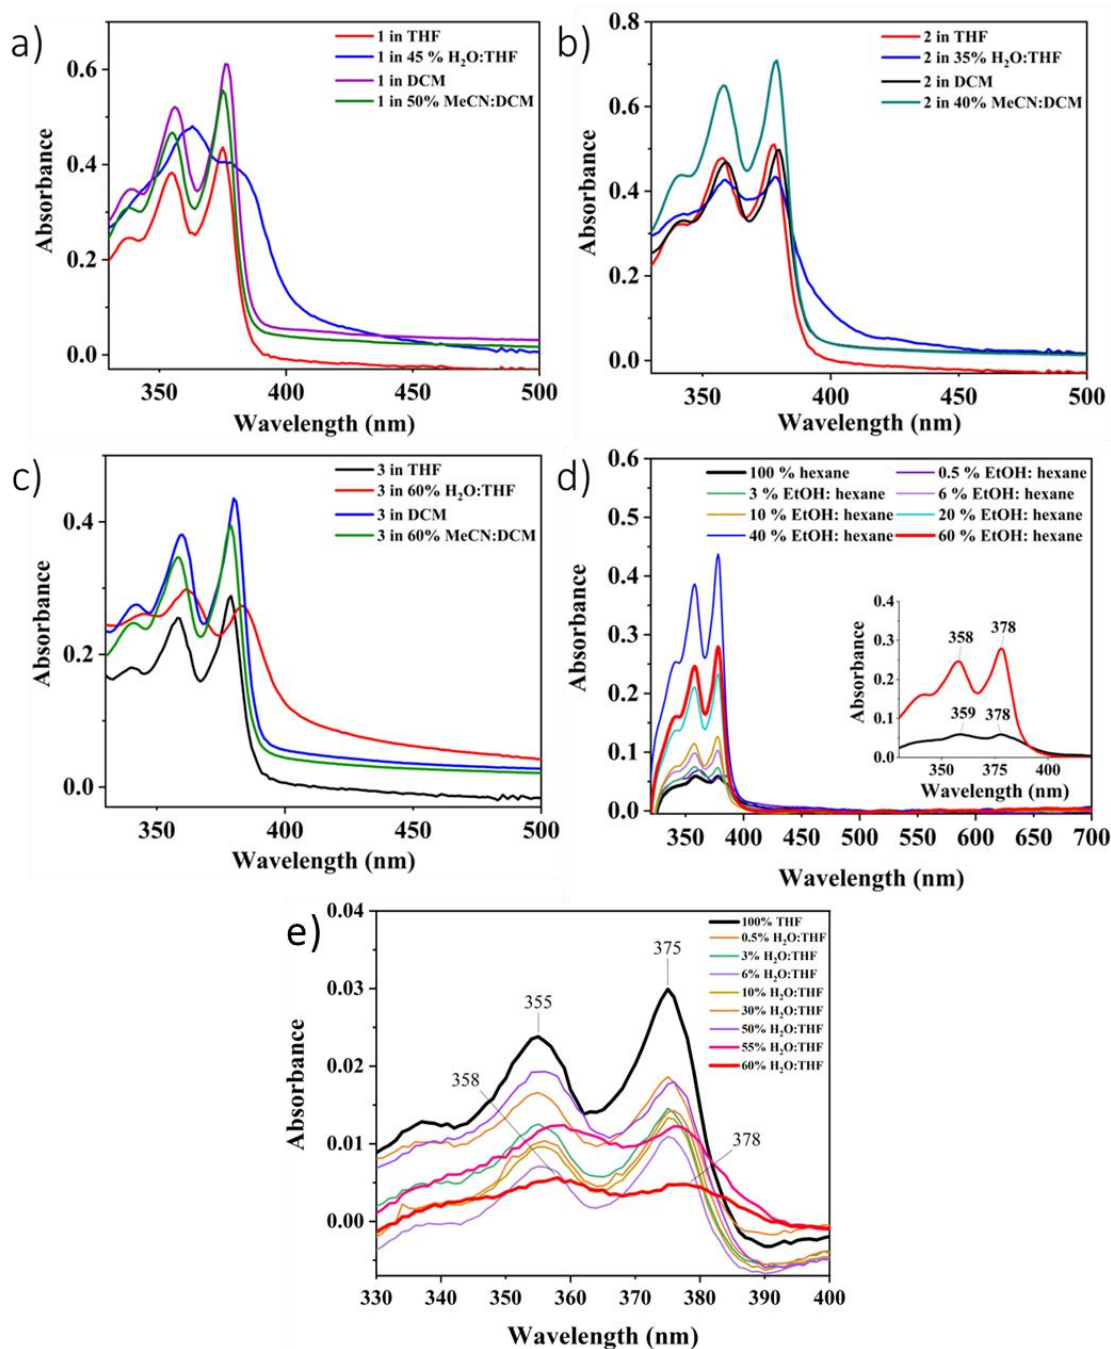 a)
1 in THF
1 in 45 % H₂O:THF
1 in DCM
1 in 50% MeCN:DCM
Absorbance
0.6
0.4
0.2
0.0
350
400
450
500
Wavelength (nm)
b)
2 in THF
2 in 35% H₂O:THF
2 in DCM
2 in 40% MeCN:DCM
Absorbance
0.8
0.6
0.4
0.2
0.0
350
400
450
500
Wavelength (nm)
c)
3 in THF
3 in 60% H₂O:THF
3 in DCM
3 in 60% MeCN:DCM
Absorbance
0.4
0.2
0.0
350
400
450
500
Wavelength (nm)
d)
100 % hexane
0.5 % EtOH: hexane
3 % EtOH: hexane
6 % EtOH: hexane
10 % EtOH: hexane
20 % EtOH: hexane
40 % EtOH: hexane
60 % EtOH: hexane
Absorbance
0.6
0.5
0.4
0.3
0.2
0.1
0.0
350
400
450
500
550
600
650
700
Wavelength (nm)
Absorbance
0.4
0.3
0.2
0.1
0.0
358
378
359
378
350
375
400
Wavelength (nm)
e)
100% THF
0.5% H₂O:THF
3% H₂O:THF
6% H₂O:THF
10% H₂O:THF
30% H₂O:THF
50% H₂O:THF
55% H₂O:THF
60% H₂O:THF
Absorbance
0.04
0.03
0.02
0.01
0.00
375
355
358
378
330
340
350
360
370
380
390
400
Wavelength (nm)